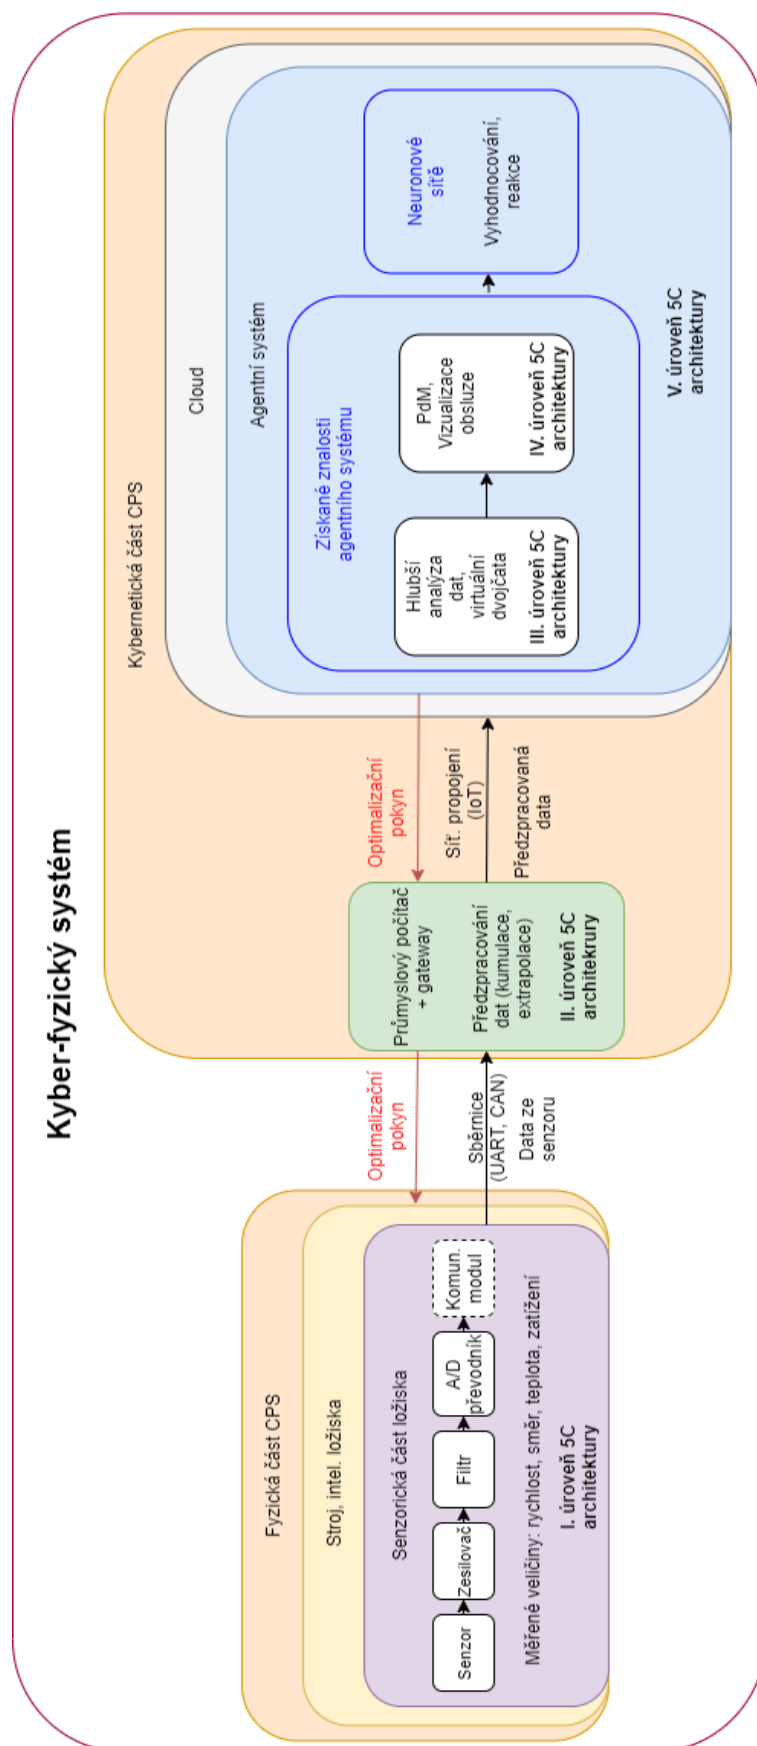 Kyber-fyzický systém
Fyzická část CPS
Stroj, intel. ložiska
Senzorická část ložiska
Senzor
Zesilovač
Filtr
A/D
převodník
Komun.
modul
Měřené veličiny: rychlost, směr, teplota, zatížení
I. úroveň 5C
architektury
Optimalizační
pokyn
Sběrnice
(UART, CAN)
Data ze
senzoru
Kybernetická část CPS
Průmyslový počítač
+ gateway
Předzpracování
dat (kumulace,
extrapolace)
II. úroveň 5C
architekrury
Optimalizační
pokyn
Síť. propojení
(IoT)
Předzpracovaná
data
Cloud
Agentní systém
Získané znalosti
agentního systému
Hlubší
analýza
dat,
virtuální
dvojčata
III. úroveň 5C
architektury
PdM,
Vizualizace
obsluze
IV. úroveň 5C
architektury
Neuronové
sítě
Vyhodnocování,
reakce
V. úroveň 5C
architektury